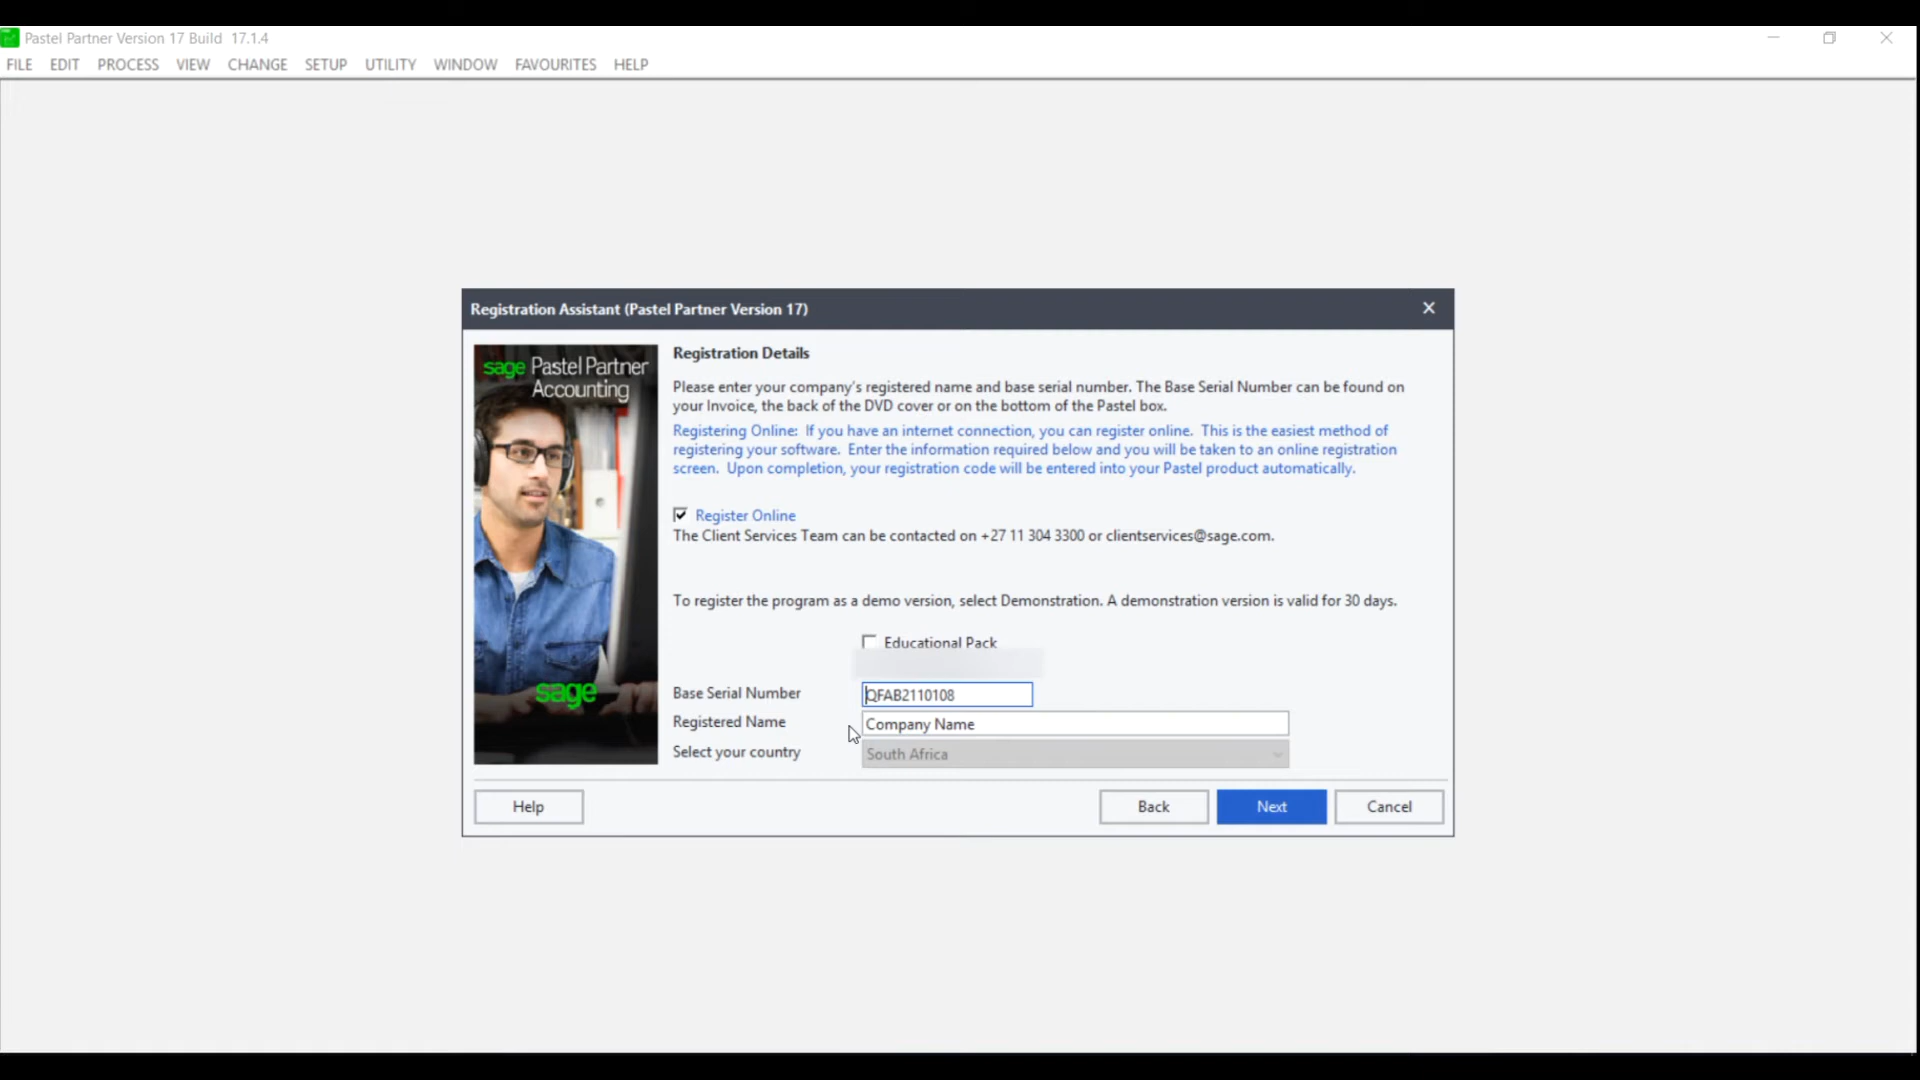 Pastel Partner Version 17 Build 17.1.4
FILE EDIT PROCESS VIEW CHANGE SETUP UTILITY WINDOW FAVOURITES HELP
Registration Assistant (Pastel Partner Version 17)
sage Pastel Partner
Accounting
sage
Registration Details
Please enter your company's registered name and base serial number. The Base Serial Number can be found on
your Invoice, the back of the DVD cover or on the bottom of the Pastel box.
Registering Online: If you have an internet connection, you can register online. This is the easiest method of
registering your software. Enter the information required below and you will be taken to an online registration
screen. Upon completion, your registration code will be entered into your Pastel product automatically.
Register Online
The Client Services Team can be contacted on +27 11 304 3300 or clientservices@sage.com.
To register the program as a demo version, select Demonstration. A demonstration version is valid for 30 days.
Educational Pack
Base Serial Number QFAB2110108
Registered Name Company Name
Select your country South Africa
Help Back Next Cancel